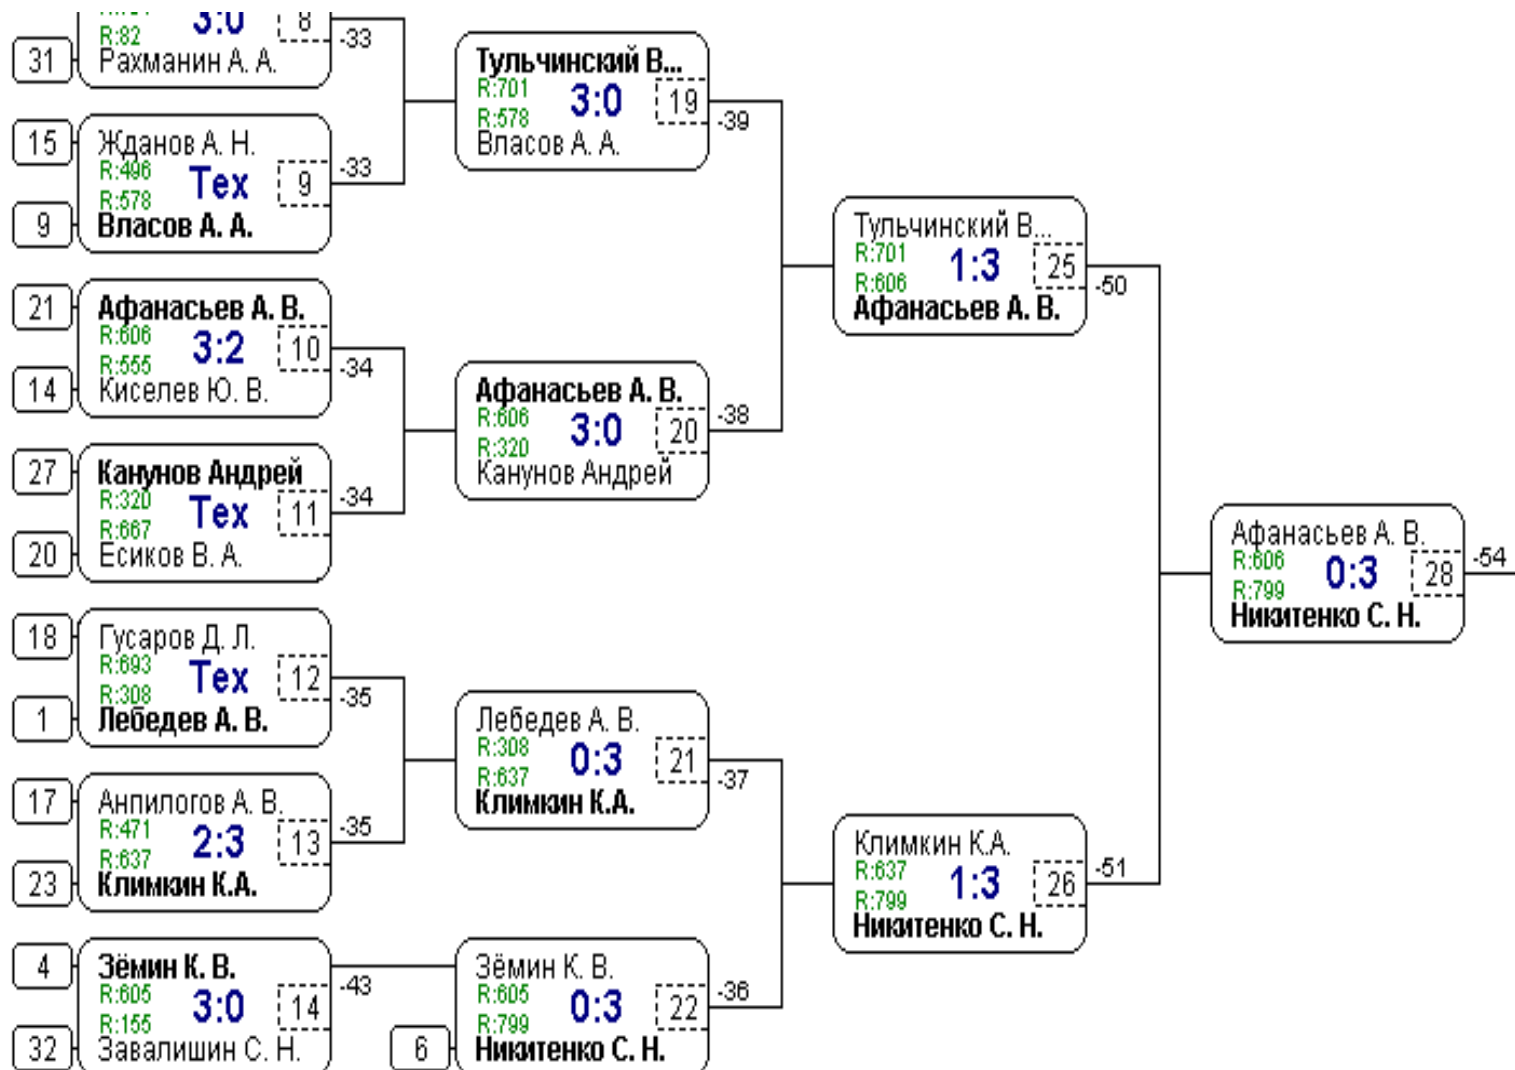 R:82
3:0
8
-33
31
Рахманин А. А.
Тульчинский В...
R:701
3:0
19
-39
R:578
Власов А. А.
15
Жданов А. Н.
R:496
Тех
9
-33
R:578
9
Власов А. А.
Тульчинский В...
R:701
1:3
25
-50
R:606
Афанасьев А. В.
21
Афанасьев А. В.
R:606
3:2
10
-34
R:555
14
Киселев Ю. В.
Афанасьев А. В.
R:606
3:0
20
-38
R:320
Канунов Андрей
27
Канунов Андрей
R:320
Тех
11
-34
R:667
20
Есиков В. А.
Афанасьев А. В.
R:606
0:3
28
-54
R:799
Никитенко С. Н.
18
Гусаров Д. Л.
R:693
Тех
12
-35
R:308
1
Лебедев А. В.
Лебедев А. В.
R:308
0:3
21
-37
R:637
Климкин К.А.
17
Анпилогов А. В.
R:471
2:3
13
-35
R:637
23
Климкин К.А.
Климкин К.А.
R:637
1:3
26
-51
R:799
Никитенко С. Н.
4
Зёмин К. В.
R:605
3:0
14
-43
R:155
32
Завалишин С. Н.
Зёмин К. В.
R:605
0:3
22
-36
R:799
6
Никитенко С. Н.